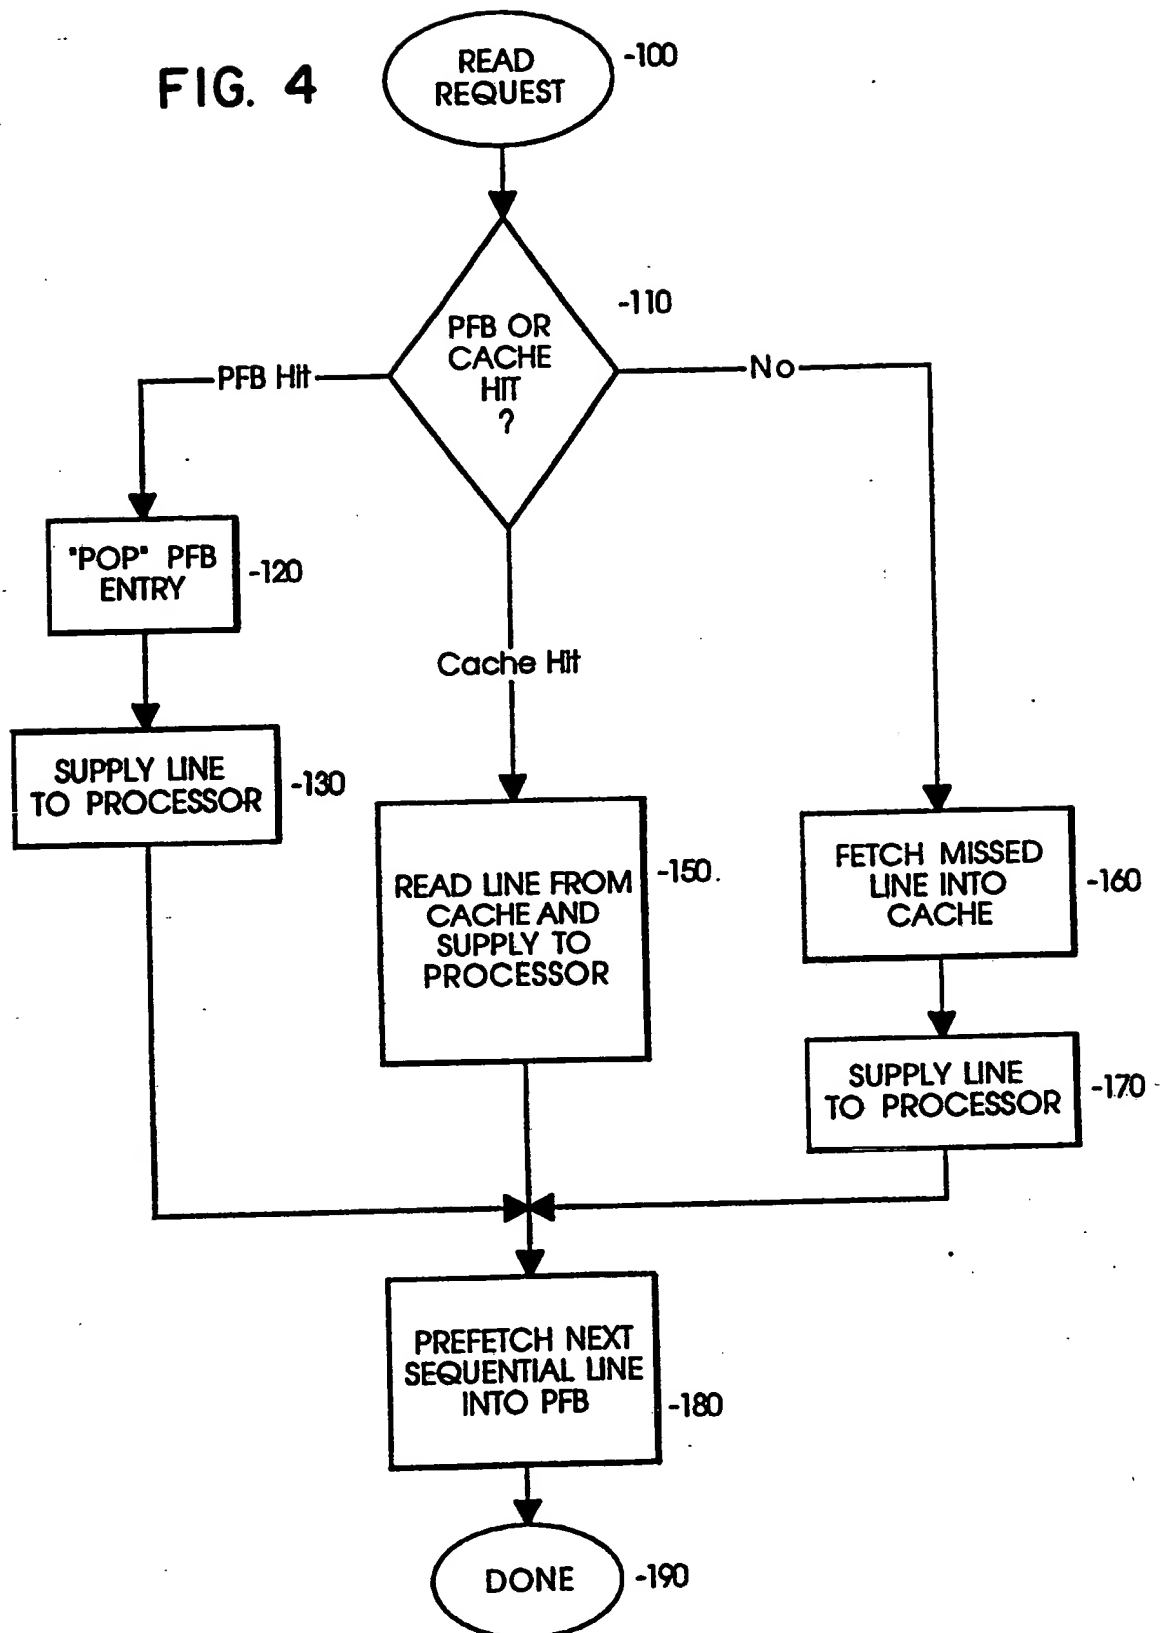 FIG. 4
READ
REQUEST
-100
PFB OR
CACHE
HIT
?
-110
PFB Hit
No
"POP" PFB
ENTRY
-120
Cache Hit
SUPPLY LINE
TO PROCESSOR
-130
READ LINE FROM
CACHE AND
SUPPLY TO
PROCESSOR
-150.
FETCH MISSED
LINE INTO
CACHE
-160
SUPPLY LINE
TO PROCESSOR
-170
PREFETCH NEXT
SEQUENTIAL LINE
INTO PFB
-180
DONE
-190